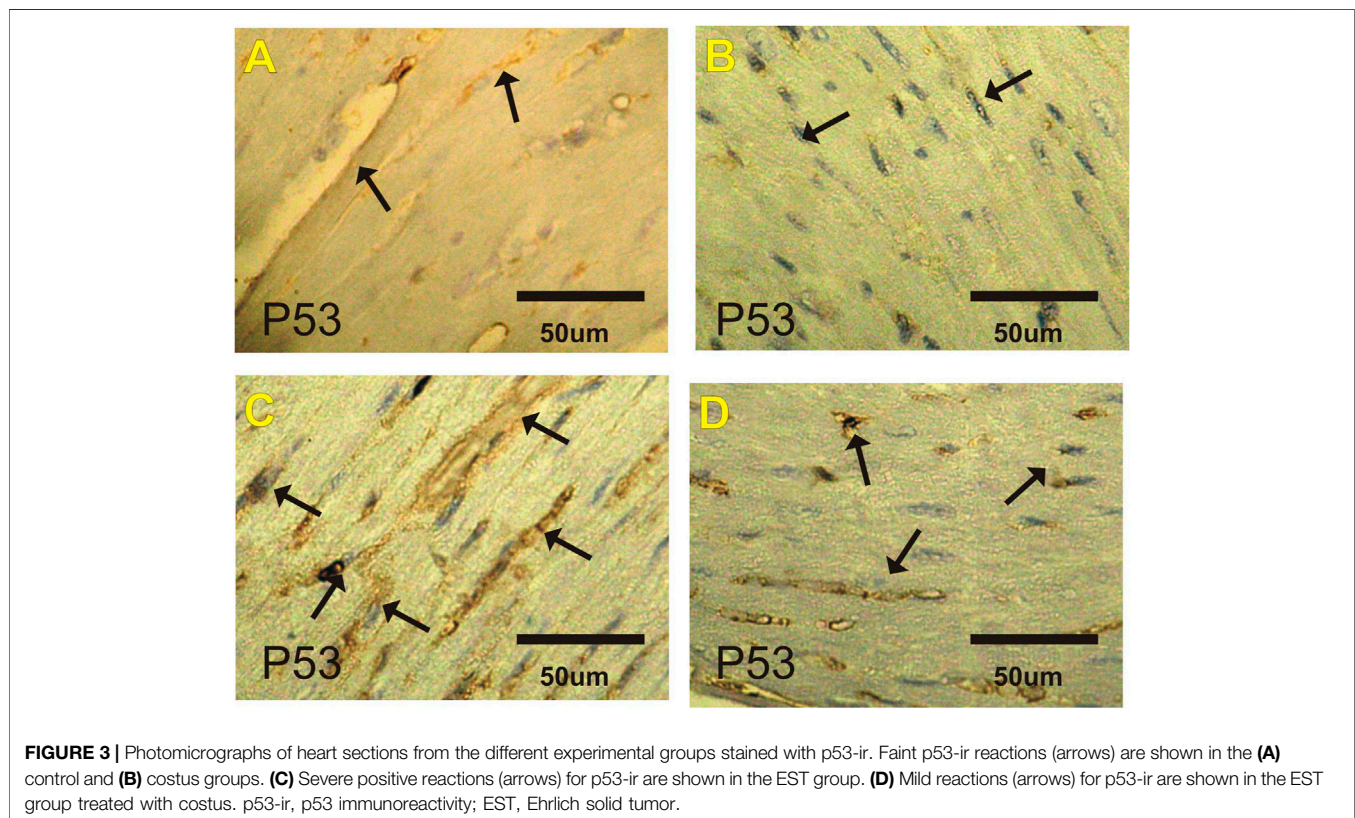 A
P53
50um
B
P53
50um
C
P53
50um
D
P53
50um
FIGURE 3 | Photomicrographs of heart sections from the different experimental groups stained with p53-ir. Faint p53-ir reactions (arrows) are shown in the (A)
control and (B) costus groups. (C) Severe positive reactions (arrows) for p53-ir are shown in the EST group. (D) Mild reactions (arrows) for p53-ir are shown in the EST
group treated with costus. p53-ir, p53 immunoreactivity; EST, Ehrlich solid tumor.